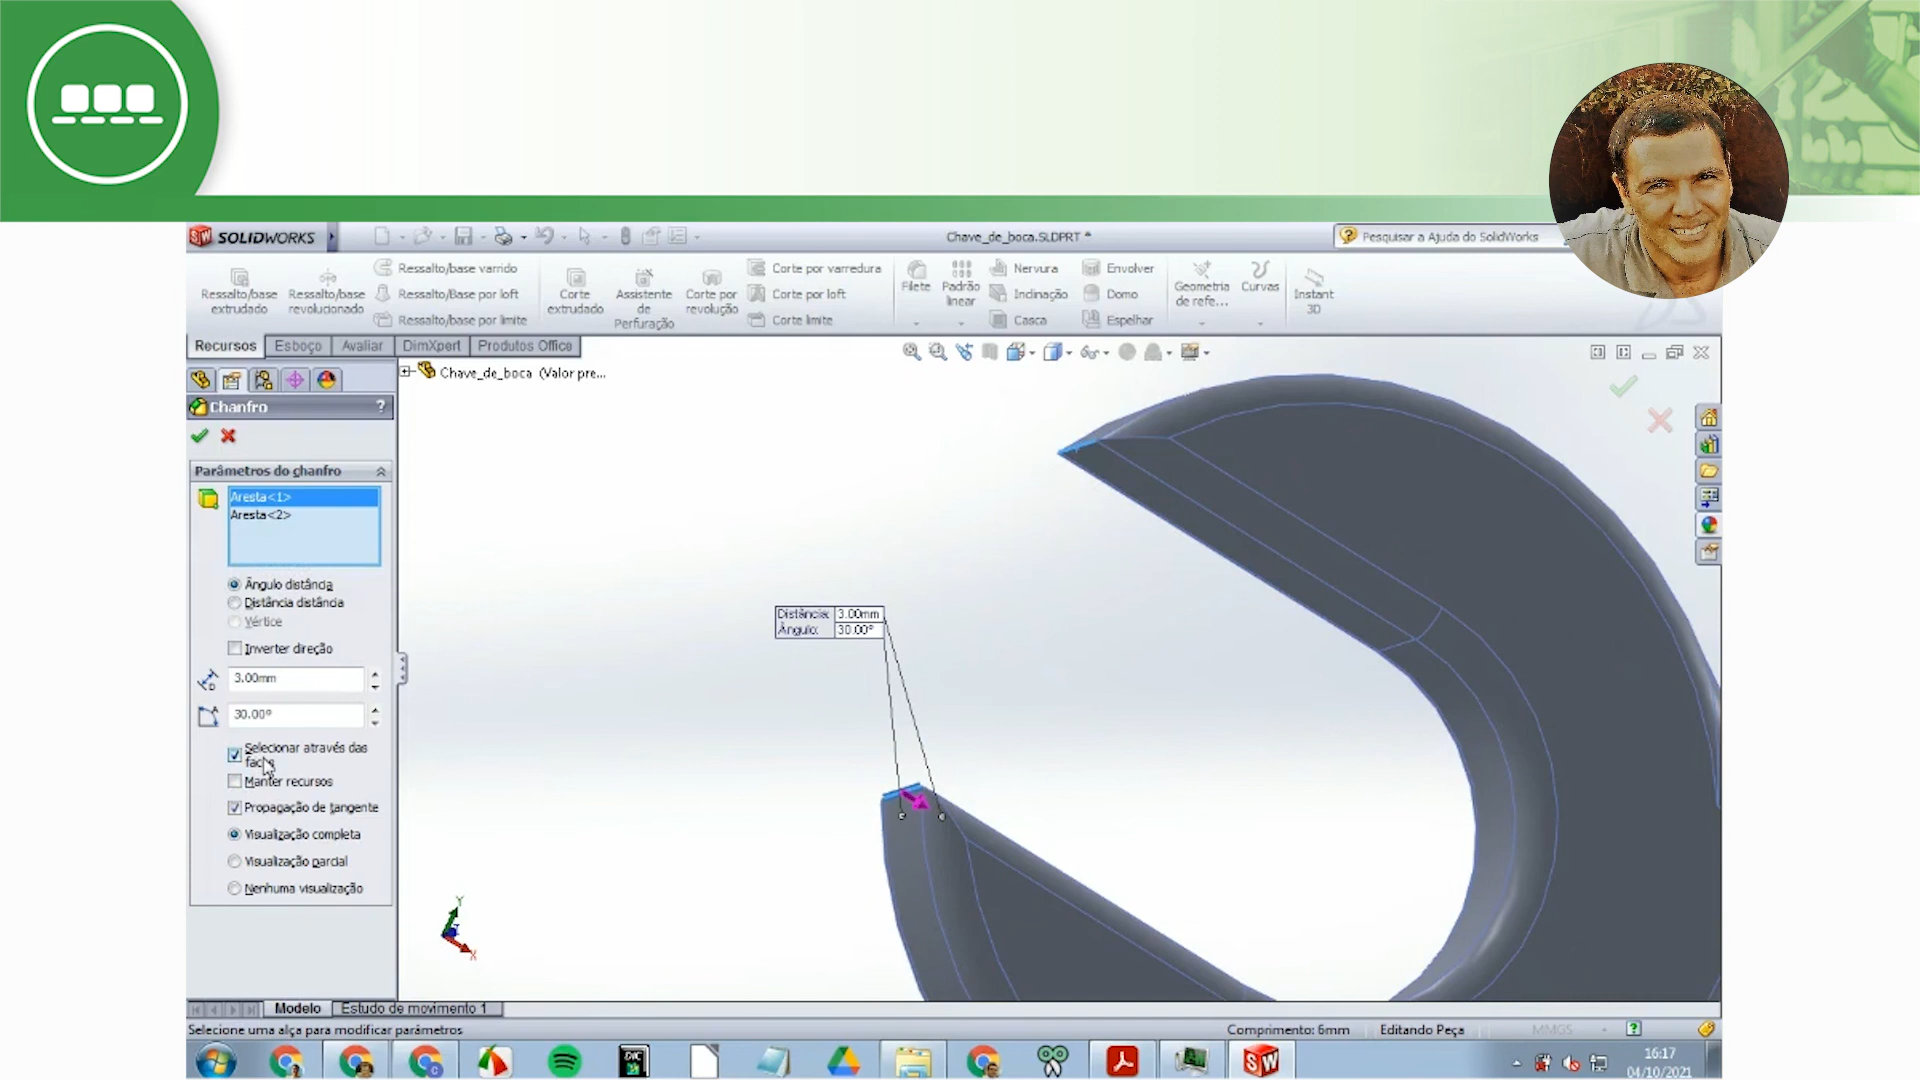 SOLIDWORKS
Chave_de_boca.SLDPRT *
Pesquisar a Ajuda do SolidWorks
Ressalto/base extrudado
Ressalto/base revolucionado
Ressalto/base varrido
Ressalto/Base por loft
Ressalto/base por limite
Corte extrudado
Assistente de Perfuração
Corte por revolução
Corte por varredura
Corte por loft
Corte limite
Filete
Padrão linear
Nervura
Inclinação
Casca
Envolver
Domo
Espelhar
Geometria de refe...
Curvas
Instant 3D
Recursos
Esboço
Avaliar
DimXpert
Produtos Office
Chave_de_boca (Valor pre...
Chanfro
?
Parâmetros do chanfro
Aresta<1>
Aresta<2>
Ângulo distância
Distância distância
Vértice
Inverter direção
3.00mm
30.00°
Selecionar através das
Manter recursos
Propagação de tangente
Visualização completa
Visualização parcial
Nenhuma visualização
Distância: 3.00mm
Ângulo: 30.00°
Y
X
Modelo
Estudo de movimento 1
Selecione uma alça para modificar parâmetros
Comprimento: 6mm
Editando Peça
MMGS
?
16:17
04/10/2021